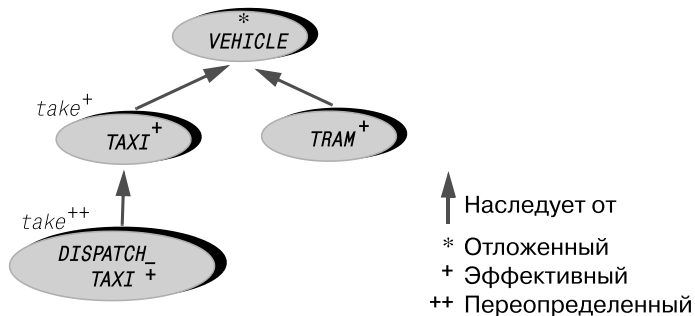 *
VEHICLE
take+
TAXI+
TRAM+
take++
DISPATCH_
TAXI +
Наследует от
* Отложенный
+ Эффективный
++ Переопределенный